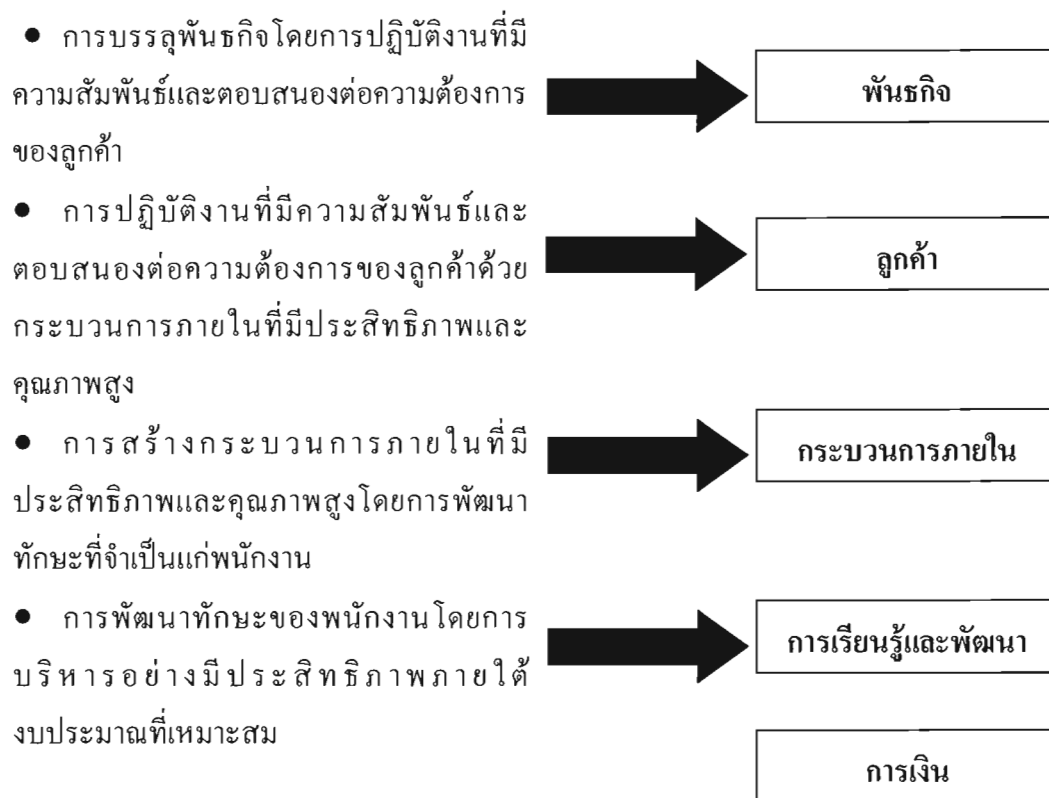 ● การบรรลุพันธกิจโดยการปฏิบัติงานที่มี
ความสัมพันธ์และตอบสนองต่อความต้องการ
ของลูกค้า
พันธกิจ
● การปฏิบัติงานที่มีความสัมพันธ์และ
ตอบสนองต่อความต้องการของลูกค้าด้วย
กระบวนการภายในที่มีประสิทธิภาพและ
คุณภาพสูง
ลูกค้า
● การสร้างกระบวนการภายในที่มี
ประสิทธิภาพและคุณภาพสูงโดยการพัฒนา
ทักษะที่จำเป็นแก่พนักงาน
กระบวนการภายใน
● การพัฒนาทักษะของพนักงานโดยการ
บริหารอย่างมีประสิทธิภาพภายใต้
งบประมาณที่เหมาะสม
การเรียนรู้และพัฒนา
การเงิน